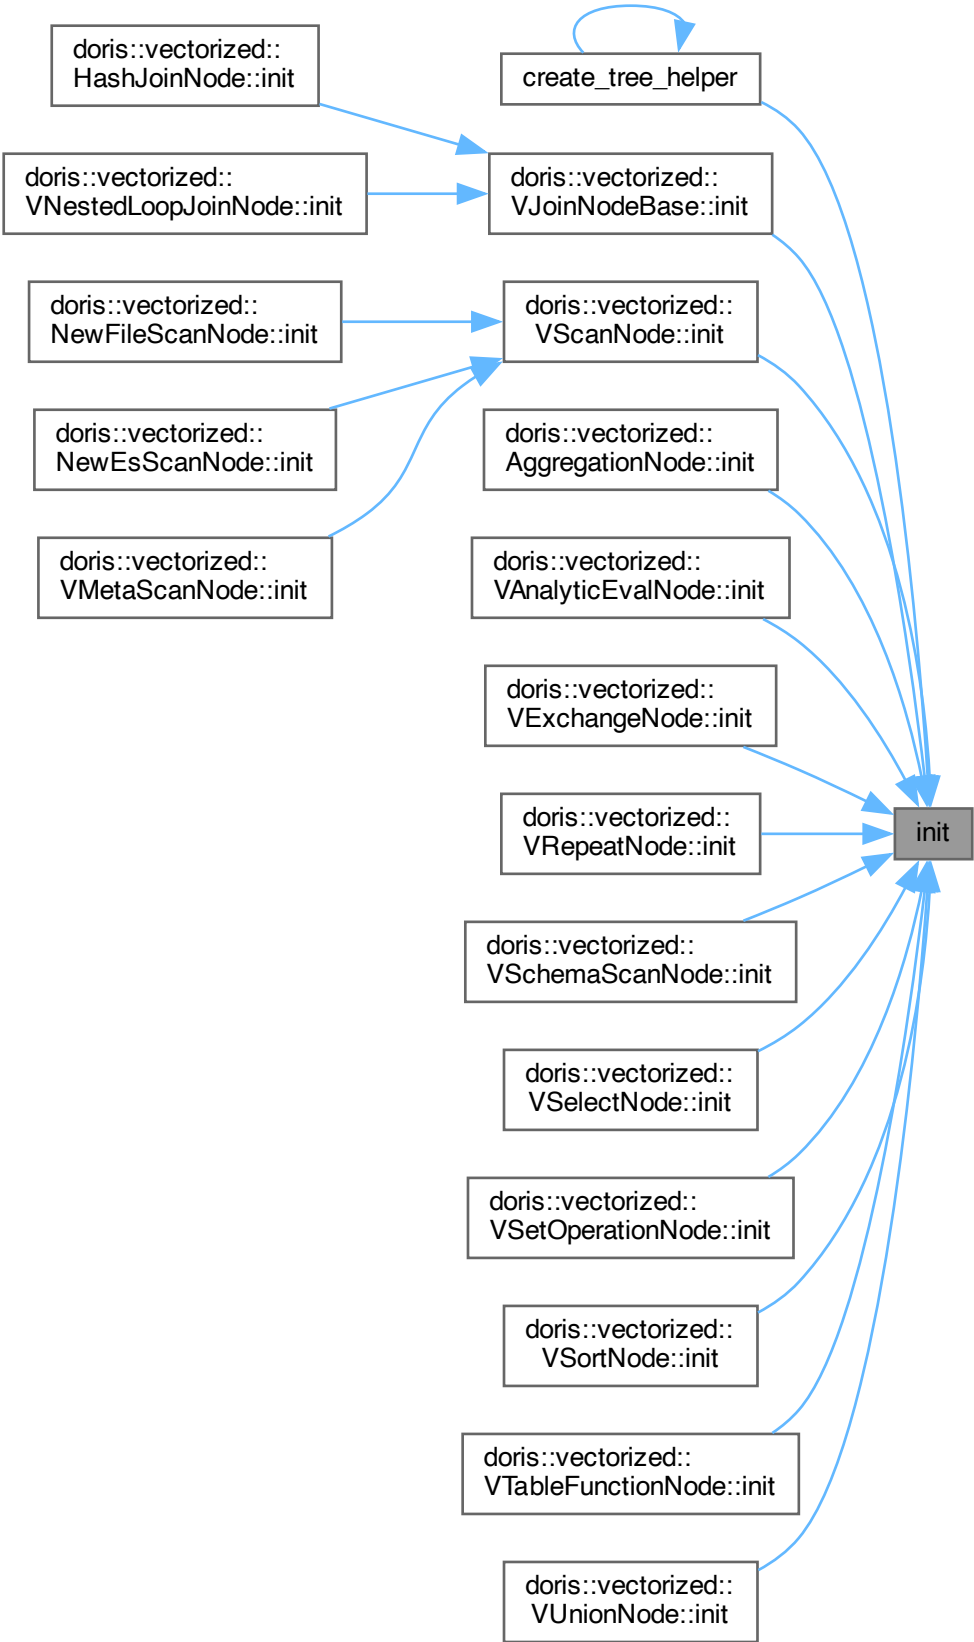 doris::vectorized::
HashJoinNode::init
create_tree_helper
doris::vectorized::
VNestedLoopJoinNode::init
doris::vectorized::
VJoinNodeBase::init
doris::vectorized::
NewFileScanNode::init
doris::vectorized::
VScanNode::init
doris::vectorized::
NewEsScanNode::init
doris::vectorized::
AggregationNode::init
doris::vectorized::
VMetaScanNode::init
doris::vectorized::
VAnalyticEvalNode::init
doris::vectorized::
VExchangeNode::init
doris::vectorized::
VRepeatNode::init
init
doris::vectorized::
VSchemaScanNode::init
doris::vectorized::
VSelectNode::init
doris::vectorized::
VSetOperationNode::init
doris::vectorized::
VSortNode::init
doris::vectorized::
VTableFunctionNode::init
doris::vectorized::
VUnionNode::init